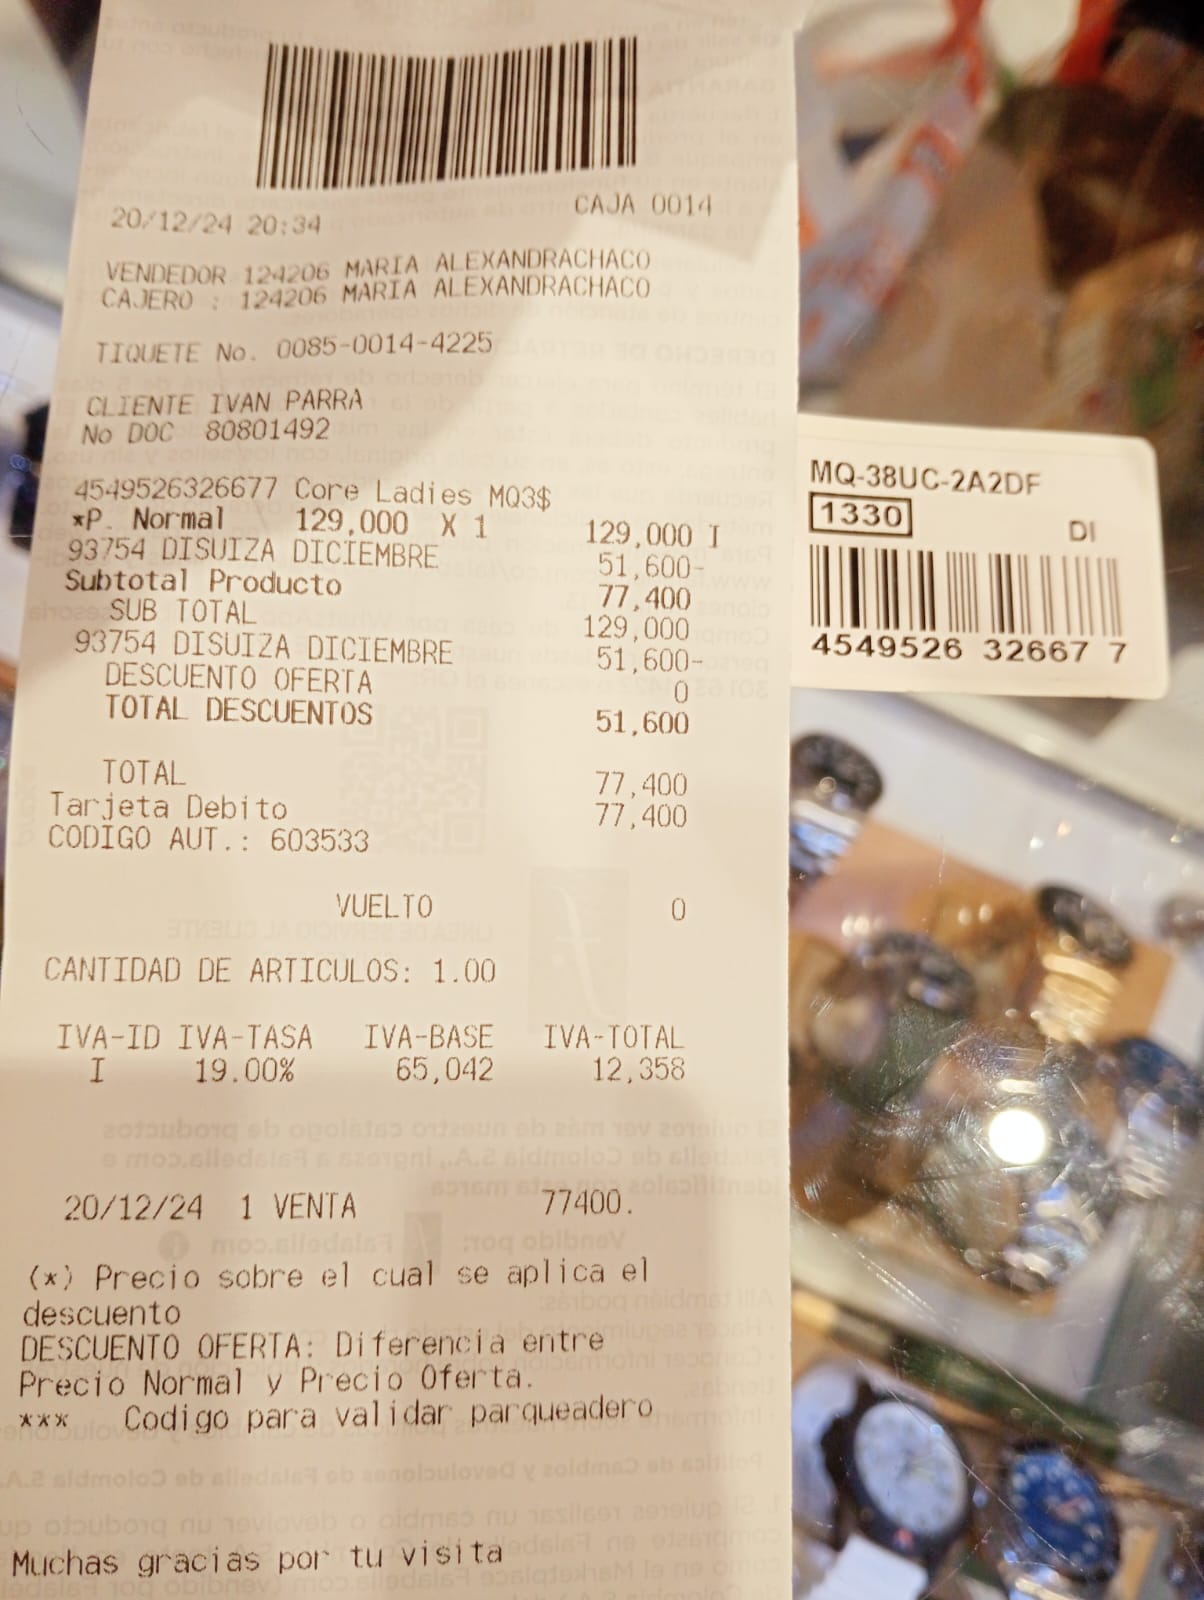 20/12/24 20:34 CAJA 0014
VENDEDOR 124206 MARIA ALEXANDRACHACO
CAJERO : 124206 MARIA ALEXANDRACHACO
TIQUETE No. 0085-0014-4225
CLIENTE IVAN PARRA
No DOC 80801492
4549526326677 Core Ladies MQ3$
*P. Normal 129,000 X 1 129,000 I
93754 DISUIZA DICIEMBRE 51,600-
Subtotal Producto 77,400
SUB TOTAL 129,000
93754 DISUIZA DICIEMBRE 51,600-
DESCUENTO OFERTA 0
TOTAL DESCUENTOS 51,600
TOTAL 77,400
Tarjeta Debito 77,400
CODIGO AUT.: 603533
VUELTO 0
CANTIDAD DE ARTICULOS: 1.00
IVA-ID IVA-TASA IVA-BASE IVA-TOTAL
I 19.00% 65,042 12,358
20/12/24 1 VENTA 77400.
(*) Precio sobre el cual se aplica el
descuento
DESCUENTO OFERTA: Diferencia entre
Precio Normal y Precio Oferta.
*** Codigo para validar parqueadero
Muchas gracias por tu visita
MQ-38UC-2A2DF
1330 DI
4549526 32667 7